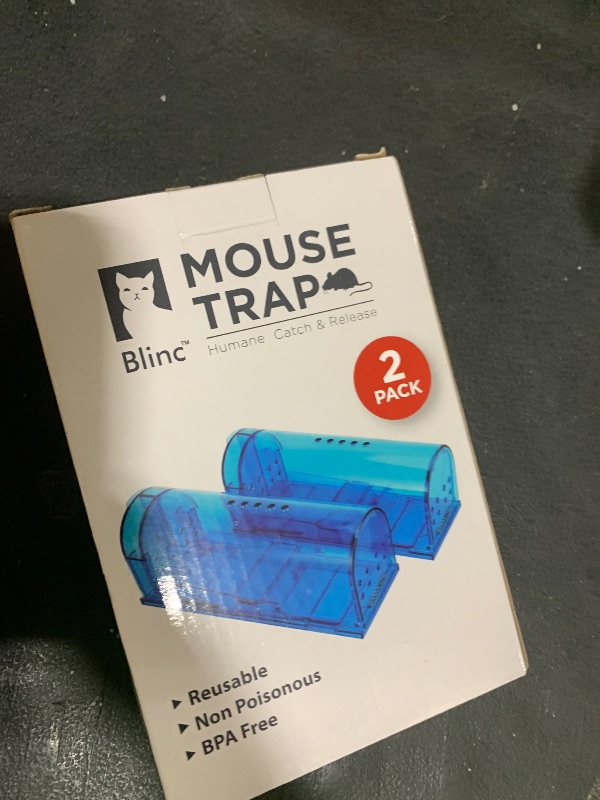 MOUSE
TRAP
Blinc™
Humane Catch & Release
2
PACK
▸ Reusable
▸ Non Poisonous
▸ BPA Free